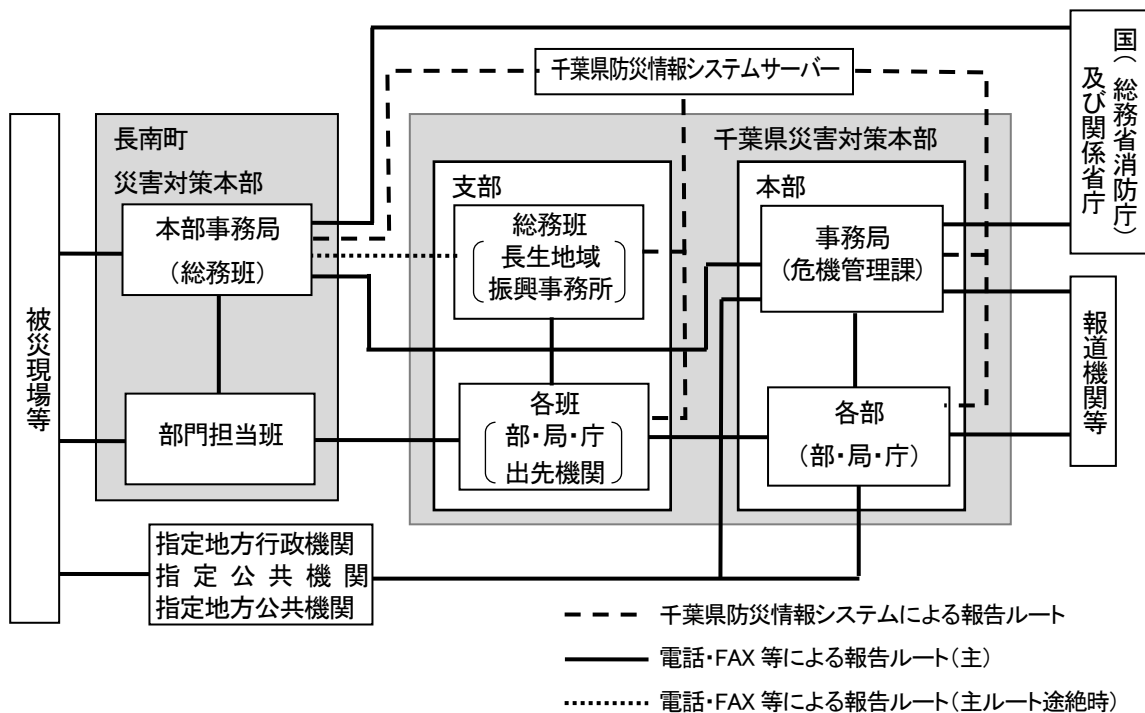 国(総務省消防庁)
及び関係省庁
千葉県防災情報システムサーバー
長南町
災害対策本部
千葉県災害対策本部
支部
本部
本部事務局
(総務班)
総務班
長生地域
振興事務所
事務局
(危機管理課)
被災現場等
報道機関等
部門担当班
各班
部・局・庁
出先機関
各部
(部・局・庁)
指定地方行政機関
指定公共機関
指定地方公共機関
千葉県防災情報システムによる報告ルート
電話・FAX 等による報告ルート(主)
電話・FAX 等による報告ルート(主ルート途絶時)